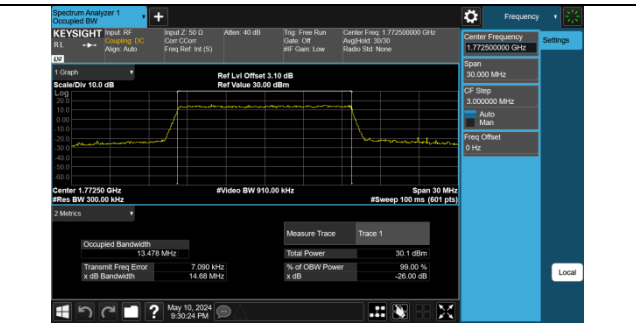 Spectrum Analyzer 1
Occupied BW
Frequency
KEYSIGHT
Input: RF
Coupling: DC
Align: Auto
Input Z: 50 Ω
Corr CCorr
Freq Ref: Int (S)
Atten: 40 dB
Trig: Free Run
Gate: Off
#IF Gain: Low
Center Freq: 1.772500000 GHz
Avg|Hold: 30/30
Radio Std: None
R L
LW
Center Frequency
1.772500000 GHz
Settings
Span
30.000 MHz
CF Step
3.000000 MHz
Auto
Man
Freq Offset
0 Hz
1 Graph
Scale/Div 10.0 dB
Ref Lvl Offset 3.10 dB
Ref Value 30.00 dBm
Log
20.0
10.0
0.00
-10.0
-20.0
-30.0
-40.0
-50.0
-60.0
Center 1.77250 GHz
#Video BW 910.00 kHz
Span 30 MHz
#Res BW 300.00 kHz
#Sweep 100 ms (601 pts)
2 Metrics
Measure Trace
Trace 1
Occupied Bandwidth
13.478 MHz
Total Power
30.1 dBm
Transmit Freq Error
7.090 kHz
% of OBW Power
99.00 %
x dB Bandwidth
14.68 MHz
x dB
-26.00 dB
Local
?
May 10, 2024
9:30:24 PM